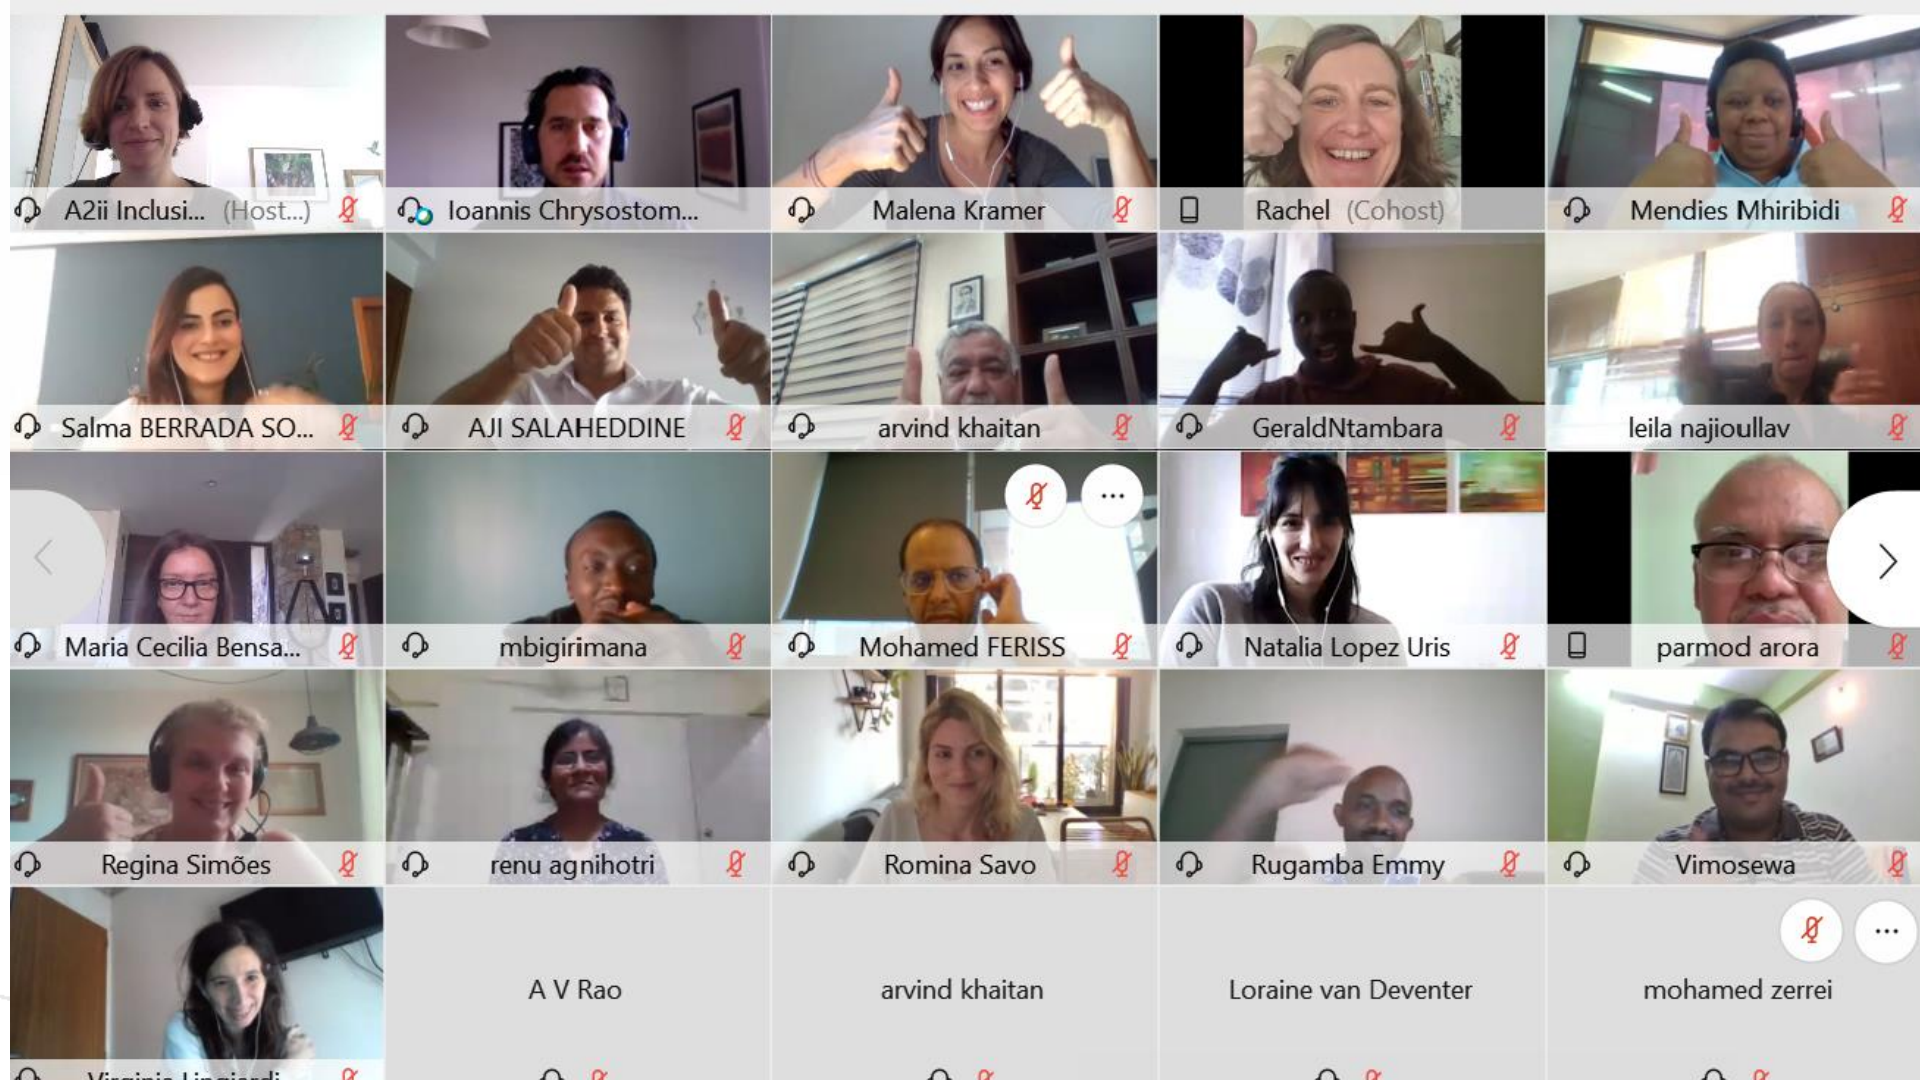 A2ii Inclusi... (Host...)
Ioannis Chrysostom...
Malena Kramer
Rachel (Cohost)
Mendies Mhiribidi
Salma BERRADA SO...
AJI SALAHEDDINE
arvind khaitan
GeraldNtambara
leila najioullav
Maria Cecilia Bensa...
mbigirimana
Mohamed FERISS
Natalia Lopez Uris
parmod arora
Regina Simões
renu agnihotri
Romina Savo
Rugamba Emmy
Vimosewa
Virginia Lingiardi
A V Rao
arvind khaitan
Loraine van Deventer
mohamed zerrei